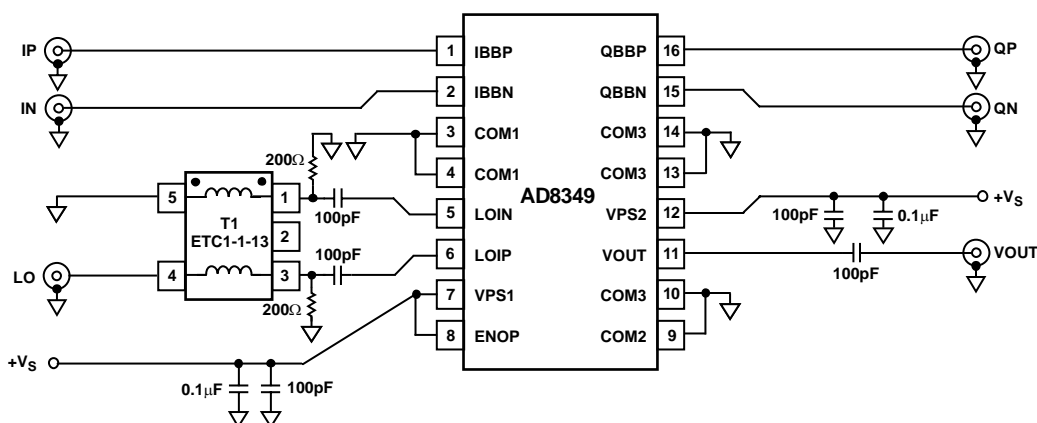 IP
IN
1 IBBP
2 IBBN
3 COM1
4 COM1
5 LOIN
6 LOIP
7 VPS1
8 ENOP
AD8349
QBBP 16
QBBN 15
COM3 14
COM3 13
VPS2 12
VOUT 11
COM3 10
COM2 9
QP
QN
200Ω
100pF
5
1
T1
ETC1-1-13
2
LO
4
3
100pF
200Ω
+VS
0.1μF
100pF
100pF
0.1μF
+VS
100pF
VOUT